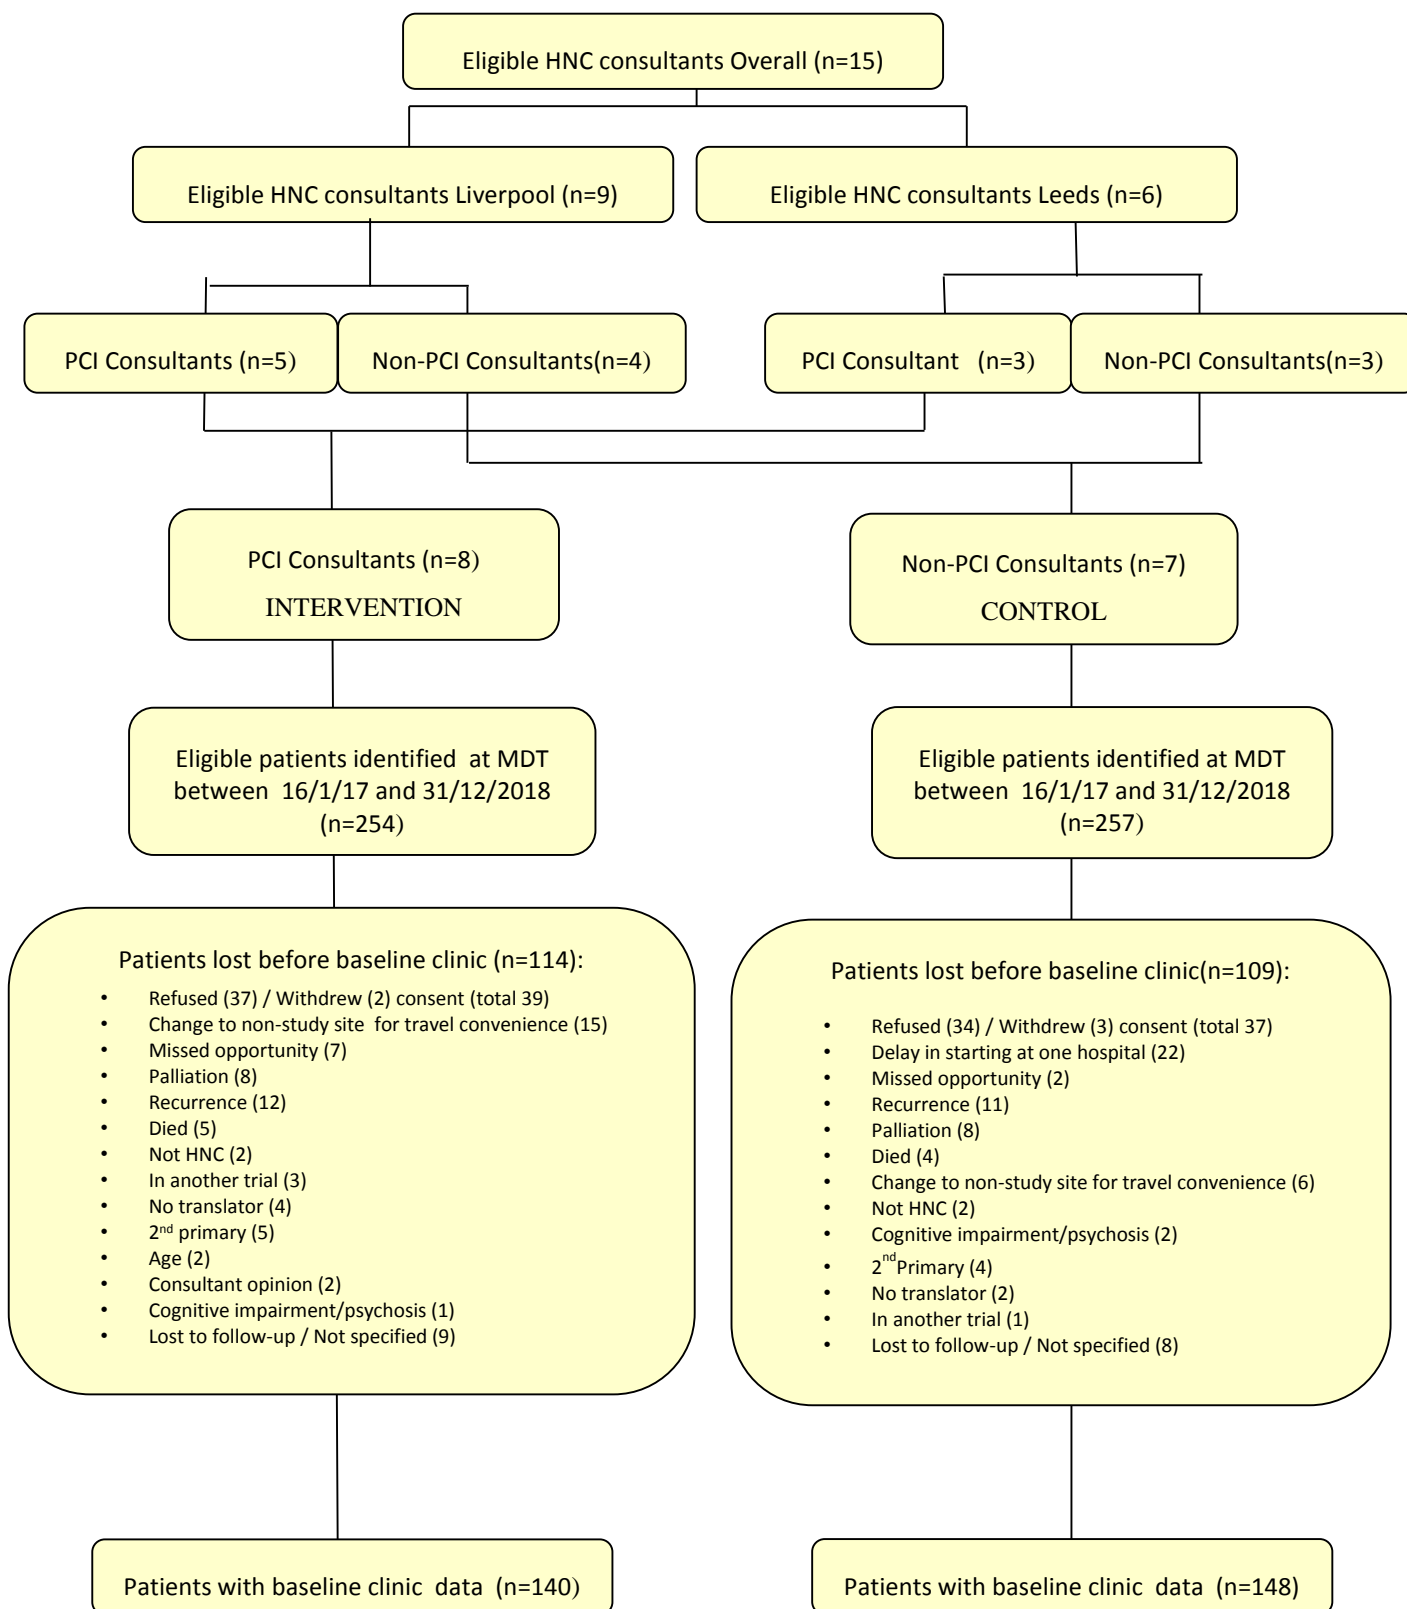 Eligible HNC consultants Overall (n=15)
Eligible HNC consultants Liverpool (n=9)
Eligible HNC consultants Leeds (n=6)
PCI Consultants (n=5)
Non-PCI Consultants(n=4)
PCI Consultant (n=3)
Non-PCI Consultants(n=3)
PCI Consultants (n=8)
INTERVENTION
Non-PCI Consultants (n=7)
CONTROL
Eligible patients identified at MDT
between 16/1/17 and 31/12/2018
(n=254)
Eligible patients identified at MDT
between 16/1/17 and 31/12/2018
(n=257)
Patients lost before baseline clinic (n=114):
• Refused (37) / Withdrew (2) consent (total 39)
• Change to non-study site for travel convenience (15)
• Missed opportunity (7)
• Palliation (8)
• Recurrence (12)
• Died (5)
• Not HNC (2)
• In another trial (3)
• No translator (4)
• 2nd primary (5)
• Age (2)
• Consultant opinion (2)
• Cognitive impairment/psychosis (1)
• Lost to follow-up / Not specified (9)
Patients lost before baseline clinic(n=109):
• Refused (34) / Withdrew (3) consent (total 37)
• Delay in starting at one hospital (22)
• Missed opportunity (2)
• Recurrence (11)
• Palliation (8)
• Died (4)
• Change to non-study site for travel convenience (6)
• Not HNC (2)
• Cognitive impairment/psychosis (2)
• 2nd Primary (4)
• No translator (2)
• In another trial (1)
• Lost to follow-up / Not specified (8)
Patients with baseline clinic data (n=140)
Patients with baseline clinic data (n=148)